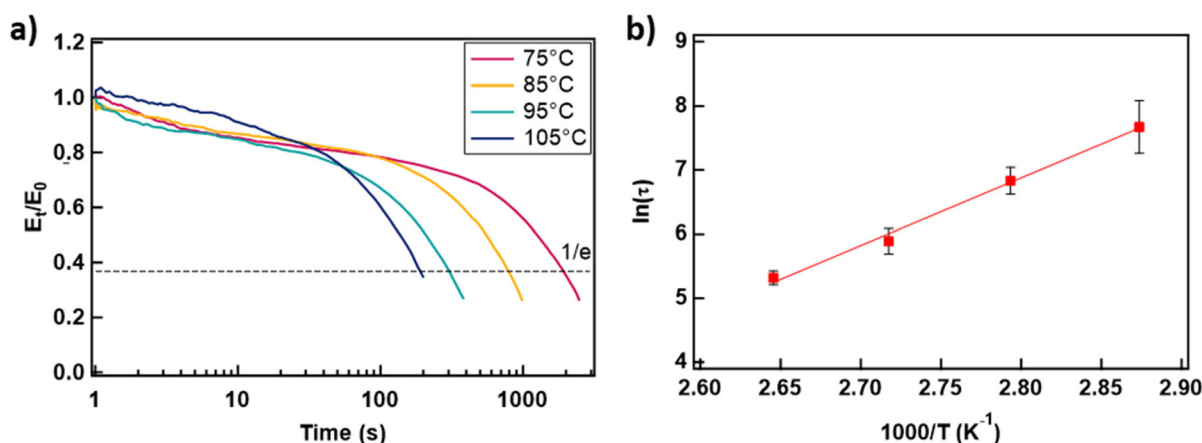 a)
1.2
1.0
0.8
0.6
0.4
0.2
0.0
E_t/E_0
75°C
85°C
95°C
105°C
1/e
1
10
100
1000
Time (s)
b)
9
8
7
6
5
4
ln(τ)
2.60
2.65
2.70
2.75
2.80
2.85
2.90
1000/T (K⁻¹)